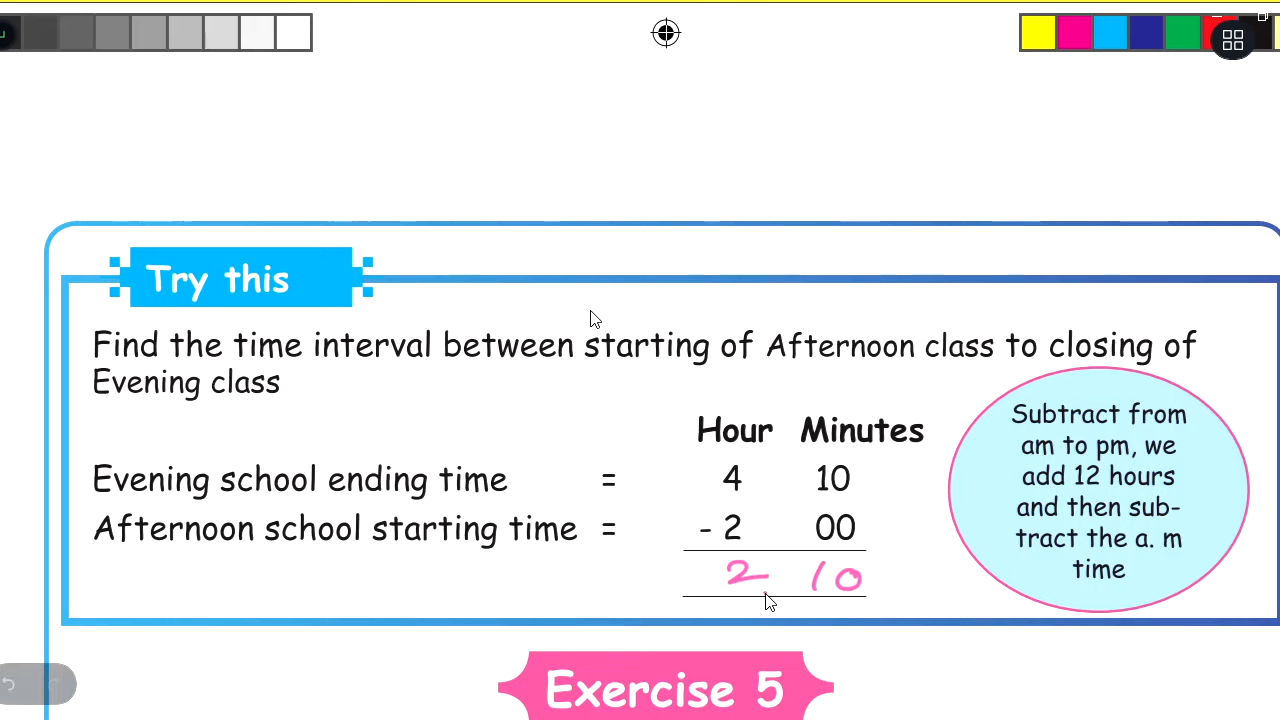 Try this
Find the time interval between starting of Afternoon class to closing of
Evening class
Hour Minutes
Evening school ending time = 4 10
Afternoon school starting time = - 2 00
2 10
Subtract from
am to pm, we
add 12 hours
and then sub-
tract the a. m
time
Exercise 5